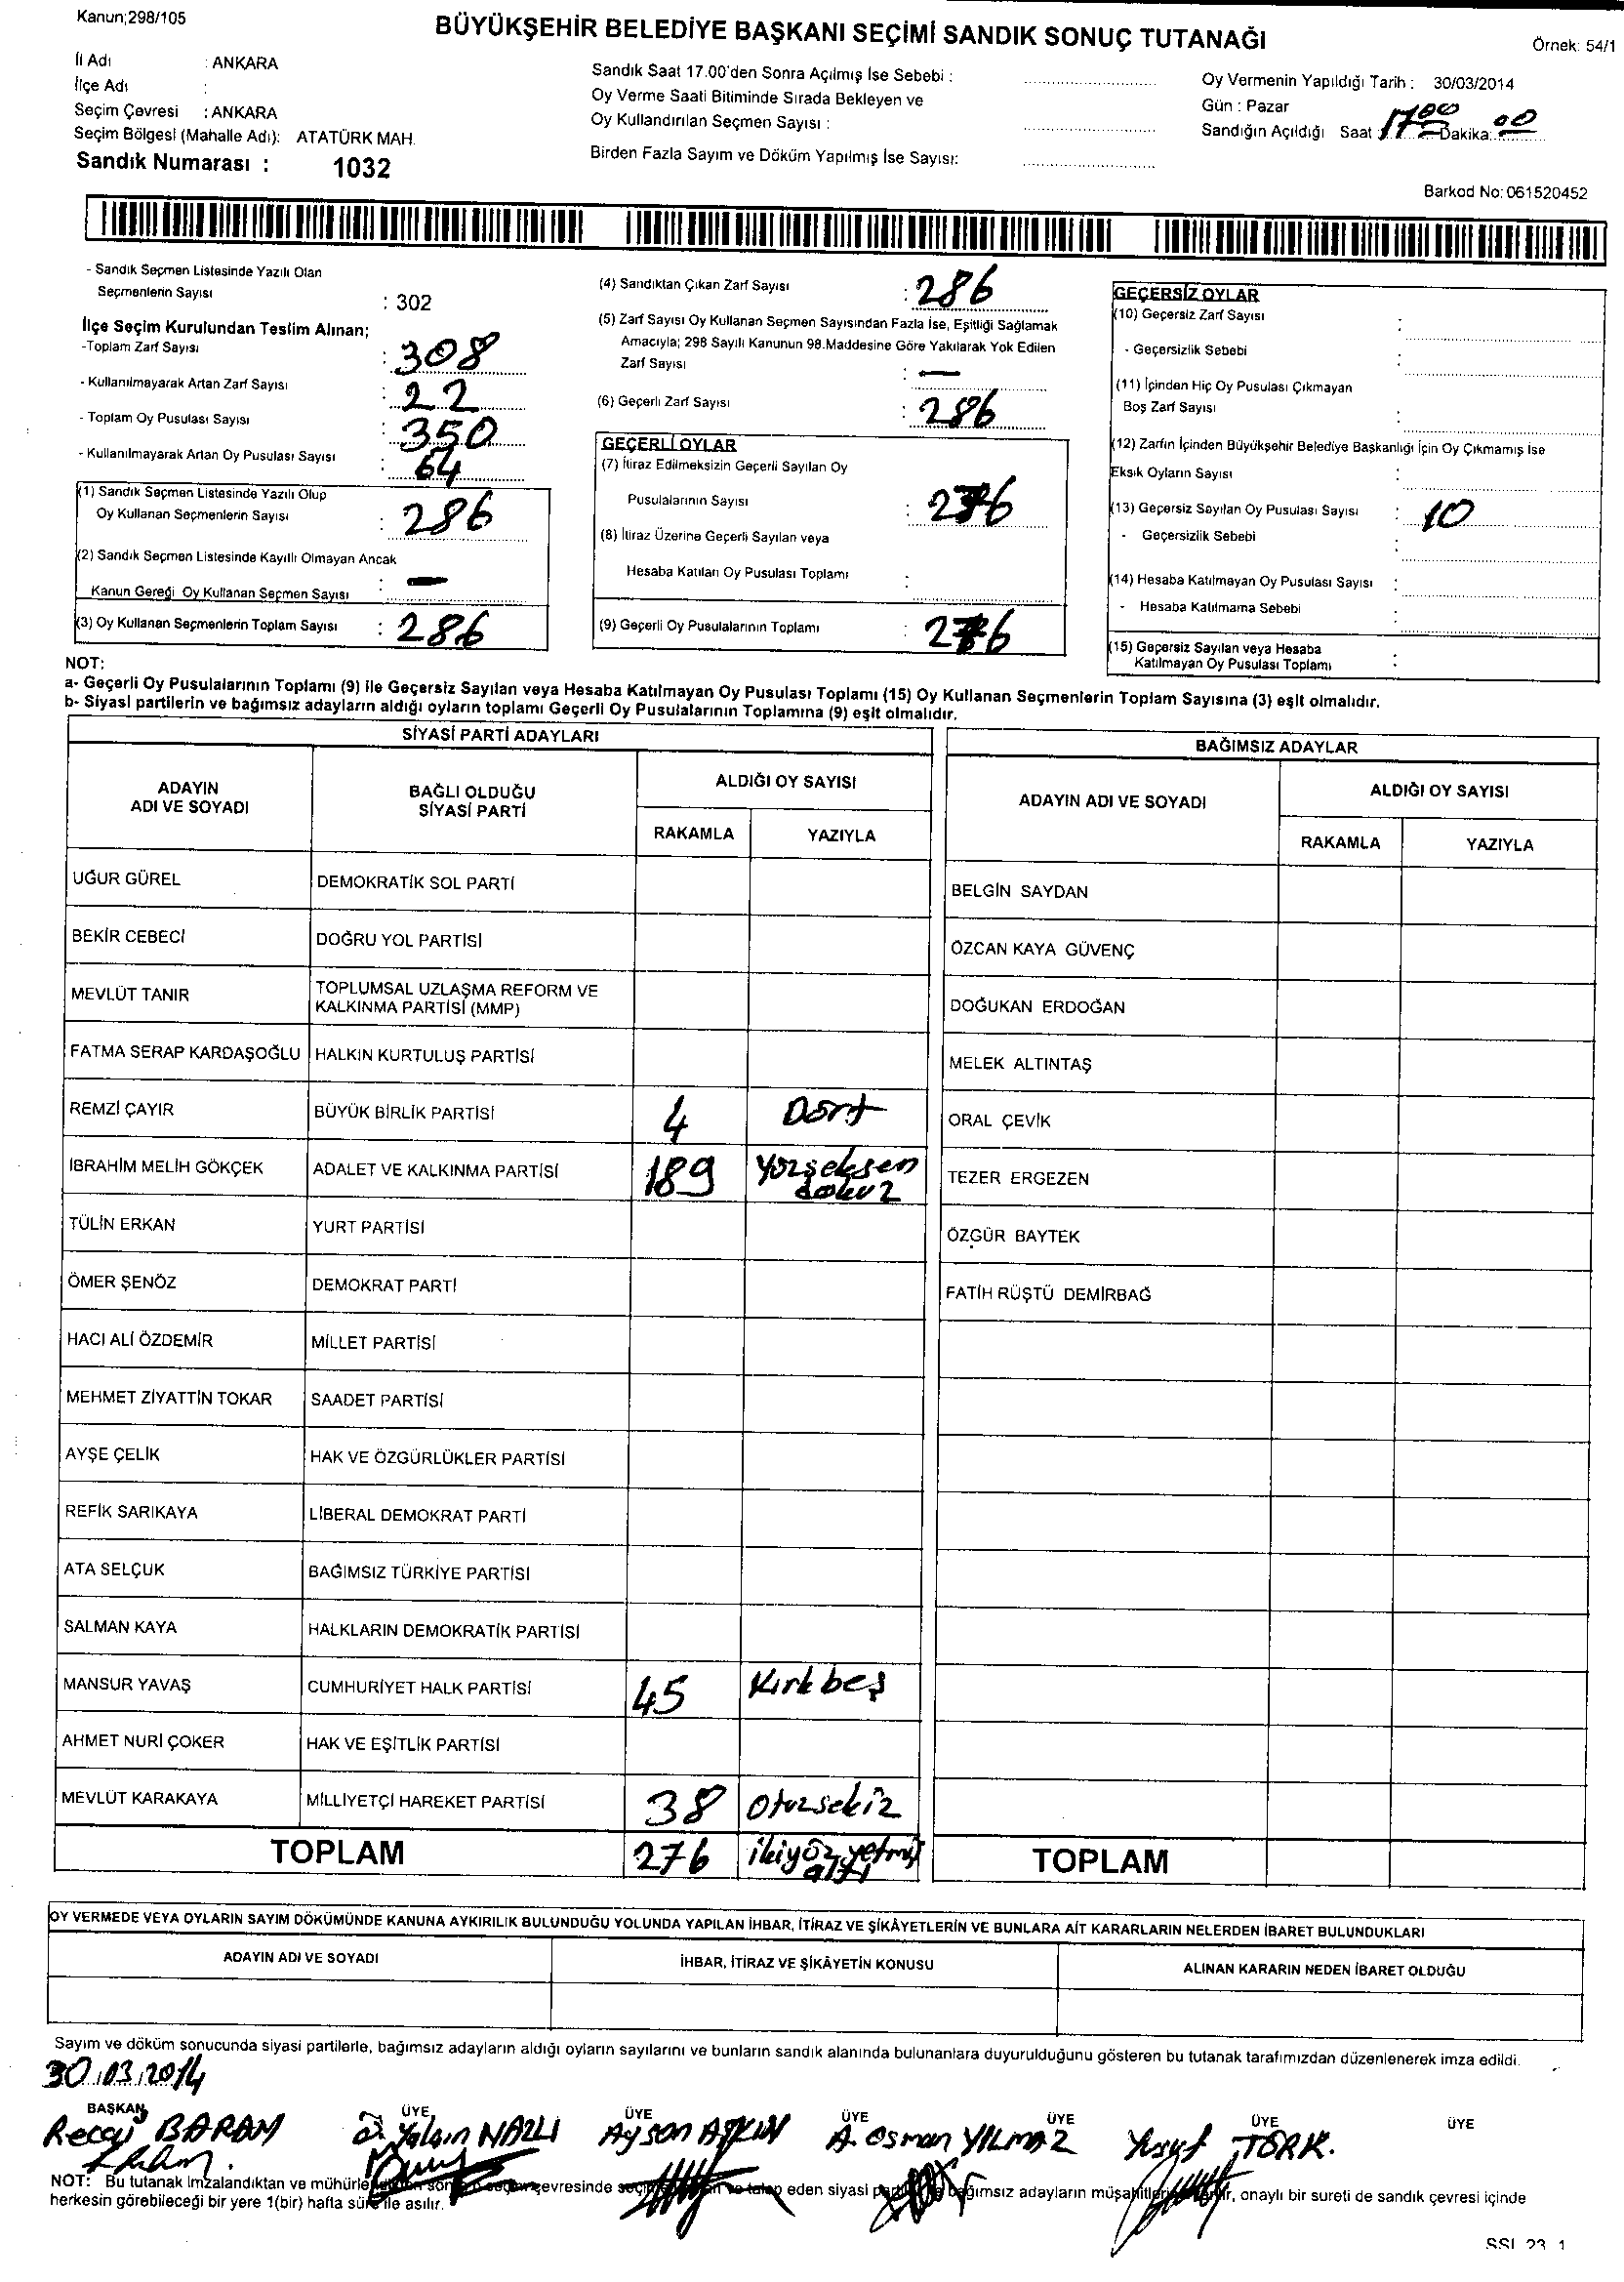 Kanun;298/105
BÜYÜKŞEHİR BELEDİYE BAŞKANI SEÇİMİ SANDIK SONUÇ TUTANAĞI
Örnek: 54/1
İl Adı : ANKARA
İlçe Adı :
Seçim Çevresi : ANKARA
Seçim Bölgesi (Mahalle Adı): ATATÜRK MAH.
Sandık Numarası : 1032
Sandık Saat 17.00'den Sonra Açılmış İse Sebebi :
Oy Verme Saati Bitiminde Sırada Bekleyen ve
Oy Kullandırılan Seçmen Sayısı :
Birden Fazla Sayım ve Döküm Yapılmış İse Sayısı:
Oy Vermenin Yapıldığı Tarih : 30/03/2014
Gün : Pazar
Sandığın Açıldığı Saat : 17 00 Dakika: 00
Barkod No: 061520452
- Sandık Seçmen Listesinde Yazılı Olan
Seçmenlerin Sayısı : 302
İlçe Seçim Kurulundan Teslim Alınan;
-Toplam Zarf Sayısı : 308
- Kullanılmayarak Artan Zarf Sayısı : 22
- Toplam Oy Pusulası Sayısı : 350
- Kullanılmayarak Artan Oy Pusulası Sayısı : 64
(1) Sandık Seçmen Listesinde Yazılı Olup
Oy Kullanan Seçmenlerin Sayısı : 286
(2) Sandık Seçmen Listesinde Kayıllı Olmayan Ancak
Kanun Gereği Oy Kullanan Seçmen Sayısı : —
(3) Oy Kullanan Seçmenlerin Toplam Sayısı : 286
(4) Sandıktan Çıkan Zarf Sayısı : 286
(5) Zarf Sayısı Oy Kullanan Seçmen Sayısından Fazla İse, Eşitliği Sağlamak
Amacıyla; 298 Sayılı Kanunun 98.Maddesine Göre Yakılarak Yok Edilen
Zarf Sayısı : —
(6) Geçerli Zarf Sayısı : 286
GEÇERLİ OYLAR
(7) İtiraz Edilmeksizin Geçerli Sayılan Oy
Pusulalarının Sayısı : 276
(8) İtiraz Üzerine Geçerli Sayılan veya
Hesaba Katılan Oy Pusulası Toplamı :
(9) Geçerli Oy Pusulalarının Toplamı : 276
GEÇERSİZ OYLAR
(10) Geçersiz Zarf Sayısı :
- Geçersizlik Sebebi :
(11) İçinden Hiç Oy Pusulası Çıkmayan
Boş Zarf Sayısı :
(12) Zarfın İçinden Büyükşehir Belediye Başkanlığı İçin Oy Çıkmamış İse
Eksik Oyların Sayısı :
(13) Geçersiz Sayılan Oy Pusulası Sayısı : 10
- Geçersizlik Sebebi :
(14) Hesaba Katılmayan Oy Pusulası Sayısı :
- Hesaba Katılmama Sebebi :
(15) Geçersiz Sayılan veya Hesaba
Katılmayan Oy Pusulası Toplamı :
NOT:
a- Geçerli Oy Pusulalarının Toplamı (9) ile Geçersiz Sayılan veya Hesaba Katılmayan Oy Pusulası Toplamı (15) Oy Kullanan Seçmenlerin Toplam Sayısına (3) eşit olmalıdır.
b- Siyasi partilerin ve bağımsız adayların aldığı oyların toplamı Geçerli Oy Pusulalarının Toplamına (9) eşit olmalıdır.
SİYASİ PARTİ ADAYLARI
ADAYIN
ADI VE SOYADI
BAĞLI OLDUĞU
SİYASİ PARTİ
ALDIĞI OY SAYISI
RAKAMLA YAZIYLA
UĞUR GÜREL DEMOKRATİK SOL PARTİ
BEKİR CEBECİ DOĞRU YOL PARTİSİ
MEVLÜT TANIR TOPLUMSAL UZLAŞMA REFORM VE
KALKINMA PARTİSİ (MMP)
FATMA SERAP KARDAŞOĞLU HALKIN KURTULUŞ PARTİSİ
REMZİ ÇAYIR BÜYÜK BİRLİK PARTİSİ 4 Dört
İBRAHİM MELİH GÖKÇEK ADALET VE KALKINMA PARTİSİ 189 Yüzseksen
dokuz
TÜLİN ERKAN YURT PARTİSİ
ÖMER ŞENÖZ DEMOKRAT PARTİ
HACI ALİ ÖZDEMİR MİLLET PARTİSİ
MEHMET ZİYATTİN TOKAR SAADET PARTİSİ
AYŞE ÇELİK HAK VE ÖZGÜRLÜKLER PARTİSİ
REFİK SARIKAYA LİBERAL DEMOKRAT PARTİ
ATA SELÇUK BAĞIMSIZ TÜRKİYE PARTİSİ
SALMAN KAYA HALKLARIN DEMOKRATİK PARTİSİ
MANSUR YAVAŞ CUMHURİYET HALK PARTİSİ 45 Kırkbeş
AHMET NURİ ÇOKER HAK VE EŞİTLİK PARTİSİ
MEVLÜT KARAKAYA MİLLİYETÇİ HAREKET PARTİSİ 38 Otuzsekiz
TOPLAM 276 ikiyüz yetmiş
altı
BAĞIMSIZ ADAYLAR
ADAYIN ADI VE SOYADI
ALDIĞI OY SAYISI
RAKAMLA YAZIYLA
BELGİN SAYDAN
ÖZCAN KAYA GÜVENÇ
DOĞUKAN ERDOĞAN
MELEK ALTINTAŞ
ORAL ÇEVİK
TEZER ERGEZEN
ÖZGÜR BAYTEK
FATİH RÜŞTÜ DEMİRBAĞ
TOPLAM
OY VERMEDE VEYA OYLARIN SAYIM DÖKÜMÜNDE KANUNA AYKIRILIK BULUNDUĞU YOLUNDA YAPILAN İHBAR, İTİRAZ VE ŞİKÂYETLERİN VE BUNLARA AİT KARARLARIN NELERDEN İBARET BULUNDUKLARI
ADAYIN ADI VE SOYADI İHBAR, İTİRAZ VE ŞİKÂYETİN KONUSU ALINAN KARARIN NEDEN İBARET OLDUĞU
Sayım ve döküm sonucunda siyasi partilerle, bağımsız adayların aldığı oyların sayılarını ve bunların sandık alanında bulunanlara duyurulduğunu gösteren bu tutanak tarafımızdan düzenlenerek imza edildi.
30.03.2014
BAŞKAN ÜYE ÜYE ÜYE ÜYE ÜYE ÜYE
Yalçın NAZLI A. Osman YILMAZ Yusuf TÜRK.
NOT: Bu tutanak imzalandıktan ve çevresinde eden siyasi bağımsız adayların onaylı bir sureti de sandık çevresi içinde
herkesin görebileceği bir yere 1(bir) hafta süre ile asılır.